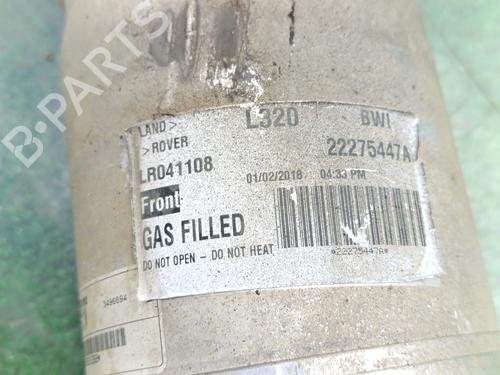 B-PARTS
LAND> L320 BWI
>ROVER 22275447A
LR041108 01/02/2018 04:33 PM
Front
GAS FILLED
DO NOT OPEN - DO NOT HEAT *22275447A*
3496694